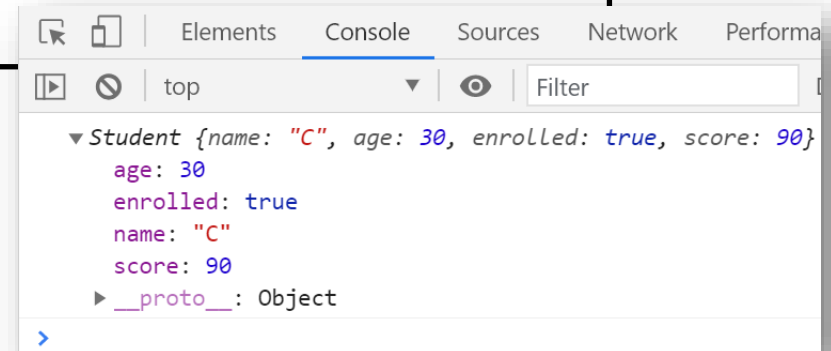 Elements Console Sources Network Performa
top Filter
Student {name: "C", age: 30, enrolled: true, score: 90}
age: 30
enrolled: true
name: "C"
score: 90
__proto__: Object